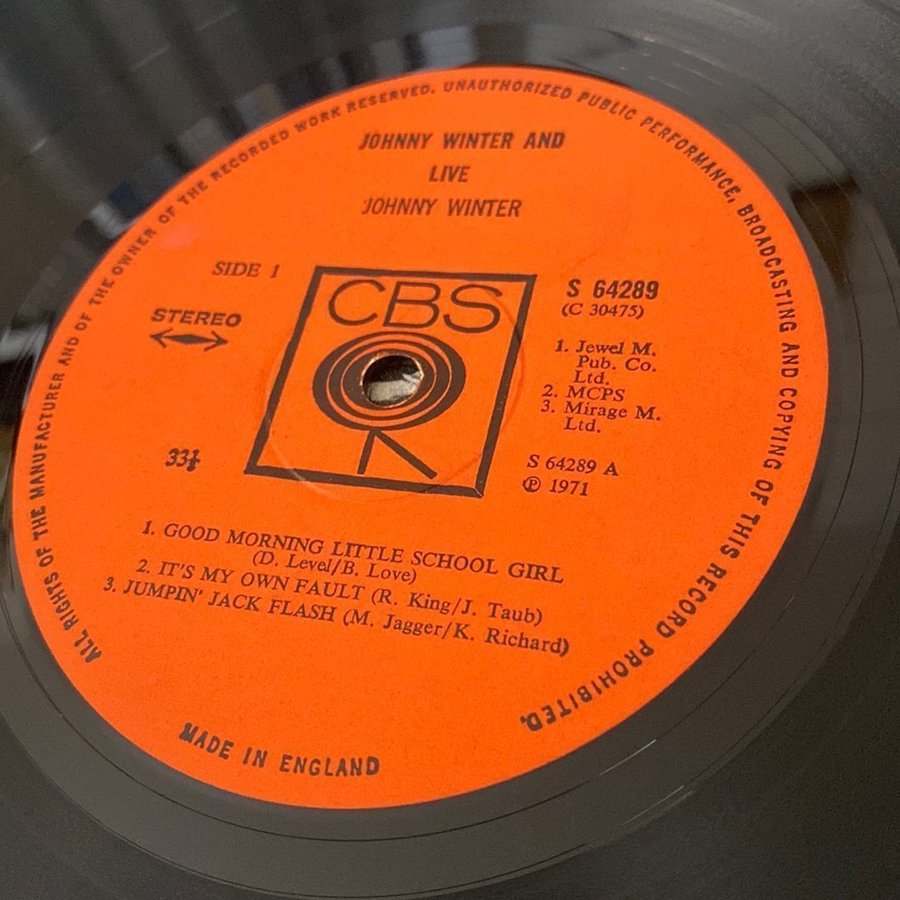 ALL RIGHTS OF THE MANUFACTURER AND OF THE OWNER OF THE RECORDED WORK RESERVED. UNAUTHORIZED PUBLIC PERFORMANCE, BROADCASTING AND COPYING OF THIS RECORD PROHIBITED.
JOHNNY WINTER AND
LIVE
JOHNNY WINTER
SIDE 1
STEREO
33⅓
CBS
S 64289
(C 30475)
1. Jewel M.
Pub. Co.
Ltd.
2. MCPS
3. Mirage M.
Ltd.
S 64289 A
℗ 1971
1. GOOD MORNING LITTLE SCHOOL GIRL
(D. Level/B. Love)
2. IT'S MY OWN FAULT (R. King/J. Taub)
3. JUMPIN' JACK FLASH (M. Jagger/K. Richard)
MADE IN ENGLAND